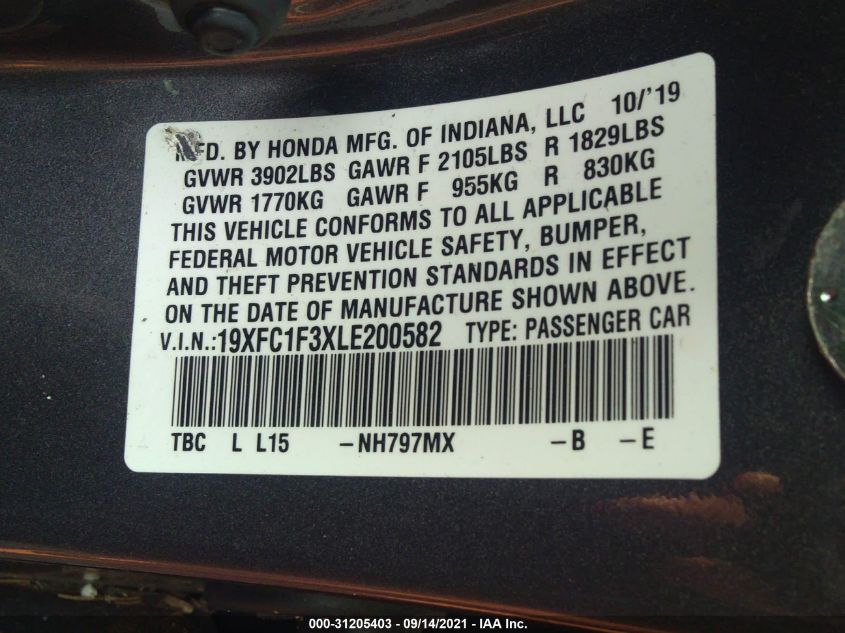 MFD. BY HONDA MFG. OF INDIANA, LLC 10/'19
GVWR 3902LBS GAWR F 2105LBS R 1829LBS
GVWR 1770KG GAWR F 955KG R 830KG
THIS VEHICLE CONFORMS TO ALL APPLICABLE
FEDERAL MOTOR VEHICLE SAFETY, BUMPER,
AND THEFT PREVENTION STANDARDS IN EFFECT
ON THE DATE OF MANUFACTURE SHOWN ABOVE.
V.I.N.:19XFC1F3XLE200582 TYPE: PASSENGER CAR
TBC L L15 -NH797MX -B -E
000-31205403 - 09/14/2021 - IAA Inc.